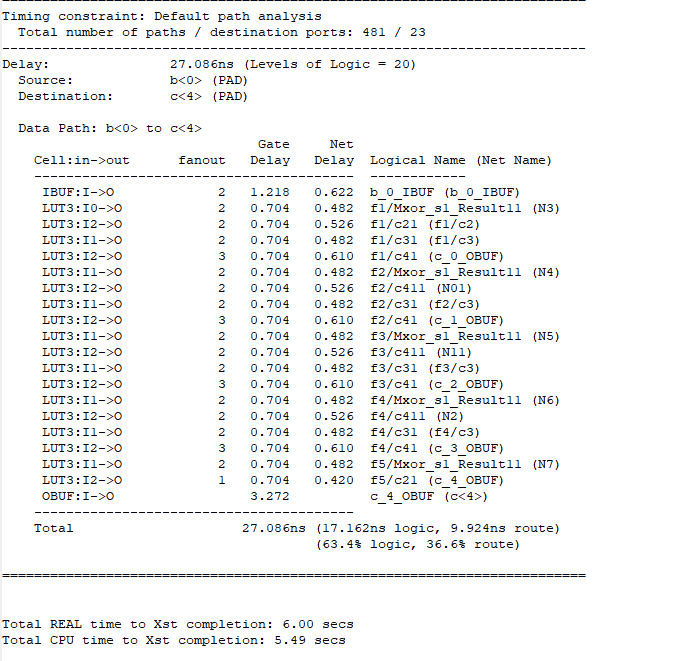 =========================================================================
Timing constraint: Default path analysis
  Total number of paths / destination ports: 481 / 23
-------------------------------------------------------------------------
Delay:               27.086ns (Levels of Logic = 20)
  Source:            b<0> (PAD)
  Destination:       c<4> (PAD)

  Data Path: b<0> to c<4>
                                Gate     Net
    Cell:in->out      fanout   Delay   Delay  Logical Name (Net Name)
    ----------------------------------------  ------------
     IBUF:I->O             2   1.218   0.622  b_0_IBUF (b_0_IBUF)
     LUT3:I0->O            2   0.704   0.482  f1/Mxor_s1_Result11 (N3)
     LUT3:I2->O            2   0.704   0.526  f1/c21 (f1/c2)
     LUT3:I1->O            2   0.704   0.482  f1/c31 (f1/c3)
     LUT3:I2->O            3   0.704   0.610  f1/c41 (c_0_OBUF)
     LUT3:I1->O            2   0.704   0.482  f2/Mxor_s1_Result11 (N4)
     LUT3:I2->O            2   0.704   0.526  f2/c411 (N01)
     LUT3:I1->O            2   0.704   0.482  f2/c31 (f2/c3)
     LUT3:I2->O            3   0.704   0.610  f2/c41 (c_1_OBUF)
     LUT3:I1->O            2   0.704   0.482  f3/Mxor_s1_Result11 (N5)
     LUT3:I2->O            2   0.704   0.526  f3/c411 (N11)
     LUT3:I1->O            2   0.704   0.482  f3/c31 (f3/c3)
     LUT3:I2->O            3   0.704   0.610  f3/c41 (c_2_OBUF)
     LUT3:I1->O            2   0.704   0.482  f4/Mxor_s1_Result11 (N6)
     LUT3:I2->O            2   0.704   0.526  f4/c411 (N2)
     LUT3:I1->O            2   0.704   0.482  f4/c31 (f4/c3)
     LUT3:I2->O            3   0.704   0.610  f4/c41 (c_3_OBUF)
     LUT3:I1->O            2   0.704   0.482  f5/Mxor_s1_Result11 (N7)
     LUT3:I2->O            1   0.704   0.420  f5/c21 (c_4_OBUF)
     OBUF:I->O                 3.272          c_4_OBUF (c<4>)
    ----------------------------------------
    Total                     27.086ns (17.162ns logic, 9.924ns route)
                                       (63.4% logic, 36.6% route)

=========================================================================

Total REAL time to Xst completion: 6.00 secs
Total CPU time to Xst completion: 5.49 secs